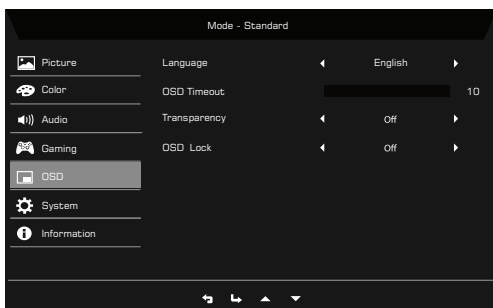 Mode - Standard
Picture
Color
Audio
Gaming
OSD
System
Information
Language English
OSD Timeout 10
Transparency Off
OSD Lock Off